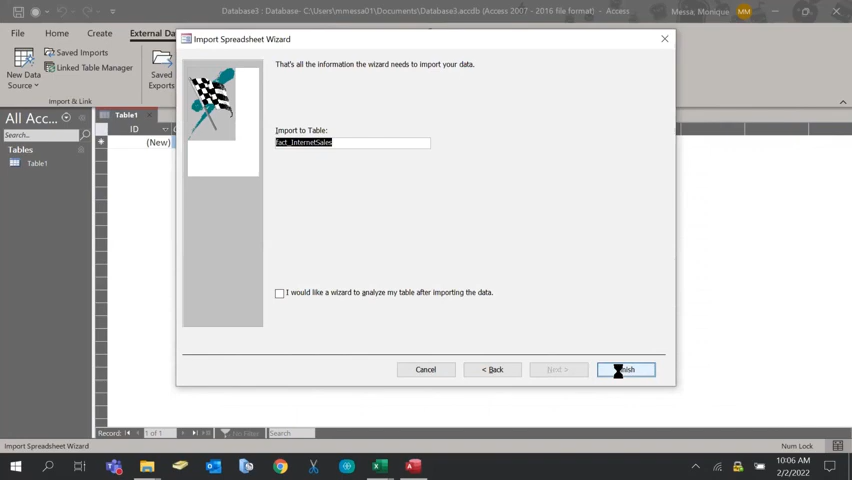 Database3 : Database- C:\Users\mmessa01\Documents\Database3.accdb (Access 2007 - 2016 file format) - Access
Messa, Monique
MM
File
Home
Create
External Da
Import Spreadsheet Wizard
New Data
Source
Saved Imports
Linked Table Manager
Saved
Exports
Import & Link
That's all the information the wizard needs to import your data.
All Acc...
Search...
Tables
Table1
Table1
ID
(New)
Import to Table:
fact_InternetSales
I would like a wizard to analyze my table after importing the data.
Cancel
< Back
Next >
Record:
1 of 1
No Filter
Search
Import Spreadsheet Wizard
Num Lock
10:06 AM
2/2/2022